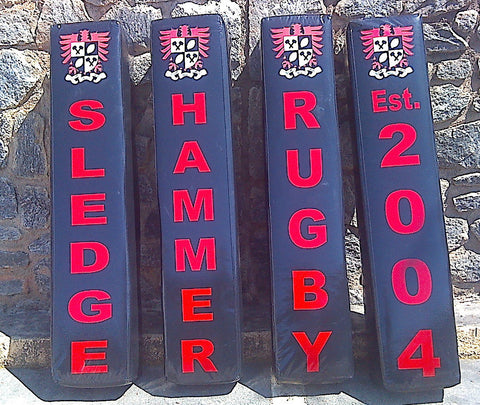 SLEDGE
HAMMER
RUGBY
Est.
2004